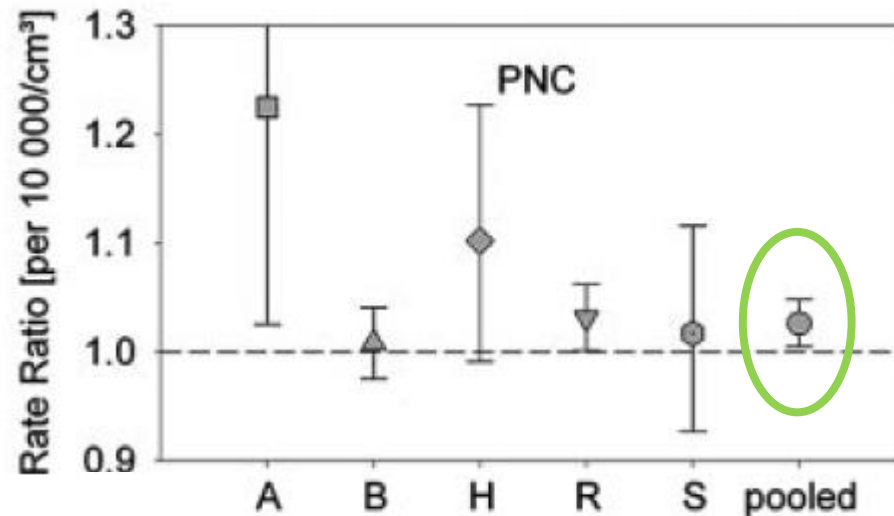 Rate Ratio [per 10 000/cm³]
1.3
1.2
1.1
1.0
0.9
PNC
A B H R S pooled